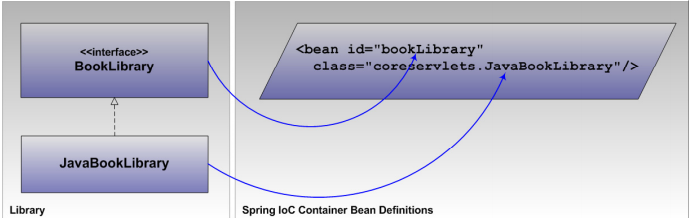 <<interface>>
BookLibrary
JavaBookLibrary
Library
<bean id="bookLibrary"
class="coreservlets.JavaBookLibrary"/>
Spring IoC Container Bean Definitions